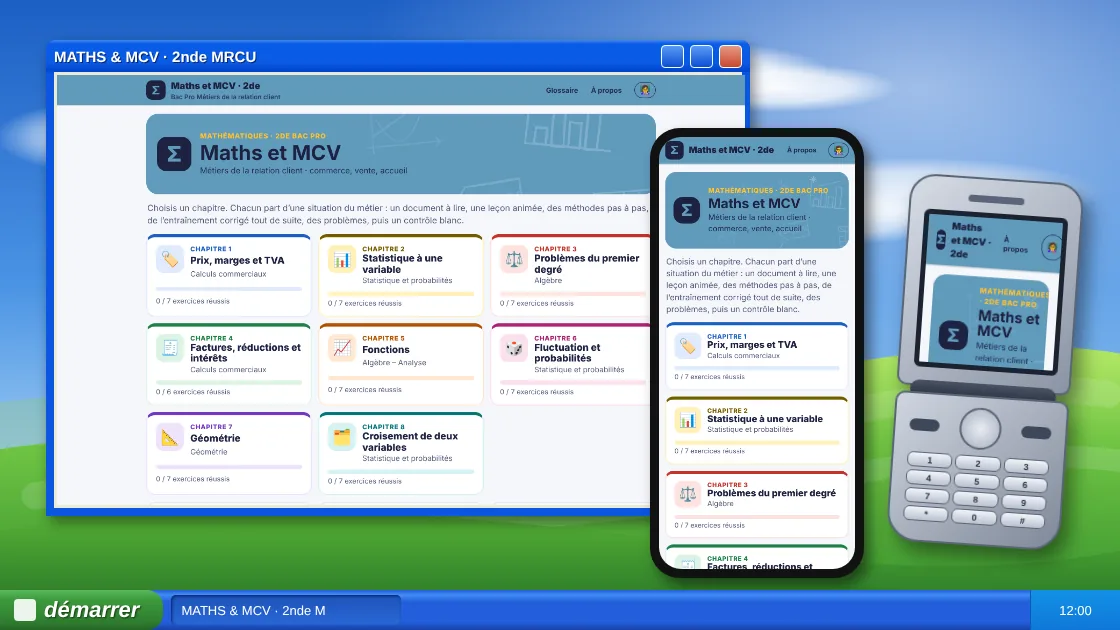 MATHS & MCV · 2nde MRCU
Σ
Maths et MCV · 2de
Bac Pro Métiers de la relation client
Glossaire
À propos
MATHÉMATIQUES · 2DE BAC PRO
Σ
Maths et MCV
Métiers de la relation client · commerce, vente, accueil
Choisis un chapitre. Chacun part d'une situation du métier : un document à lire, une leçon animée, des méthodes pas à pas,
de l'entraînement corrigé tout de suite, des problèmes, puis un contrôle blanc.
CHAPITRE 1
Prix, marges et TVA
Calculs commerciaux
0 / 7 exercices réussis
CHAPITRE 2
Statistique à une
variable
Statistique et probabilités
0 / 7 exercices réussis
CHAPITRE 3
Problèmes du premier
degré
Algèbre
0 / 7 exercices réussis
CHAPITRE 4
Factures, réductions et
intérêts
Calculs commerciaux
0 / 6 exercices réussis
CHAPITRE 5
Fonctions
Algèbre – Analyse
0 / 7 exercices réussis
CHAPITRE 6
Fluctuation et
probabilités
Statistique et probabilités
0 / 7 exercices réussis
CHAPITRE 7
Géométrie
Géométrie
0 / 7 exercices réussis
CHAPITRE 8
Croisement de deux
variables
Statistique et probabilités
0 / 7 exercices réussis
Σ
Maths et MCV · 2de
À propos
MATHÉMATIQUES · 2DE BAC PRO
Σ
Maths et MCV
Métiers de la relation client ·
commerce, vente, accueil
Choisis un chapitre. Chacun part d'une
situation du métier : un document à lire, une
leçon animée, des méthodes pas à pas, de
l'entraînement corrigé tout de suite, des
problèmes, puis un contrôle blanc.
CHAPITRE 1
Prix, marges et TVA
Calculs commerciaux
0 / 7 exercices réussis
CHAPITRE 2
Statistique à une variable
Statistique et probabilités
0 / 7 exercices réussis
CHAPITRE 3
Problèmes du premier degré
Algèbre
0 / 7 exercices réussis
CHAPITRE 4
Factures, réductions et
Σ
Maths
et MCV ·
2de
À
propos
MATHÉMATIQUES
· 2DE BAC PRO
Σ
Maths et
MCV
Métiers de la
relation client ·
1 2 3
4 5 6
7 8 9
* 0 #
démarrer
MATHS & MCV · 2nde M
12:00